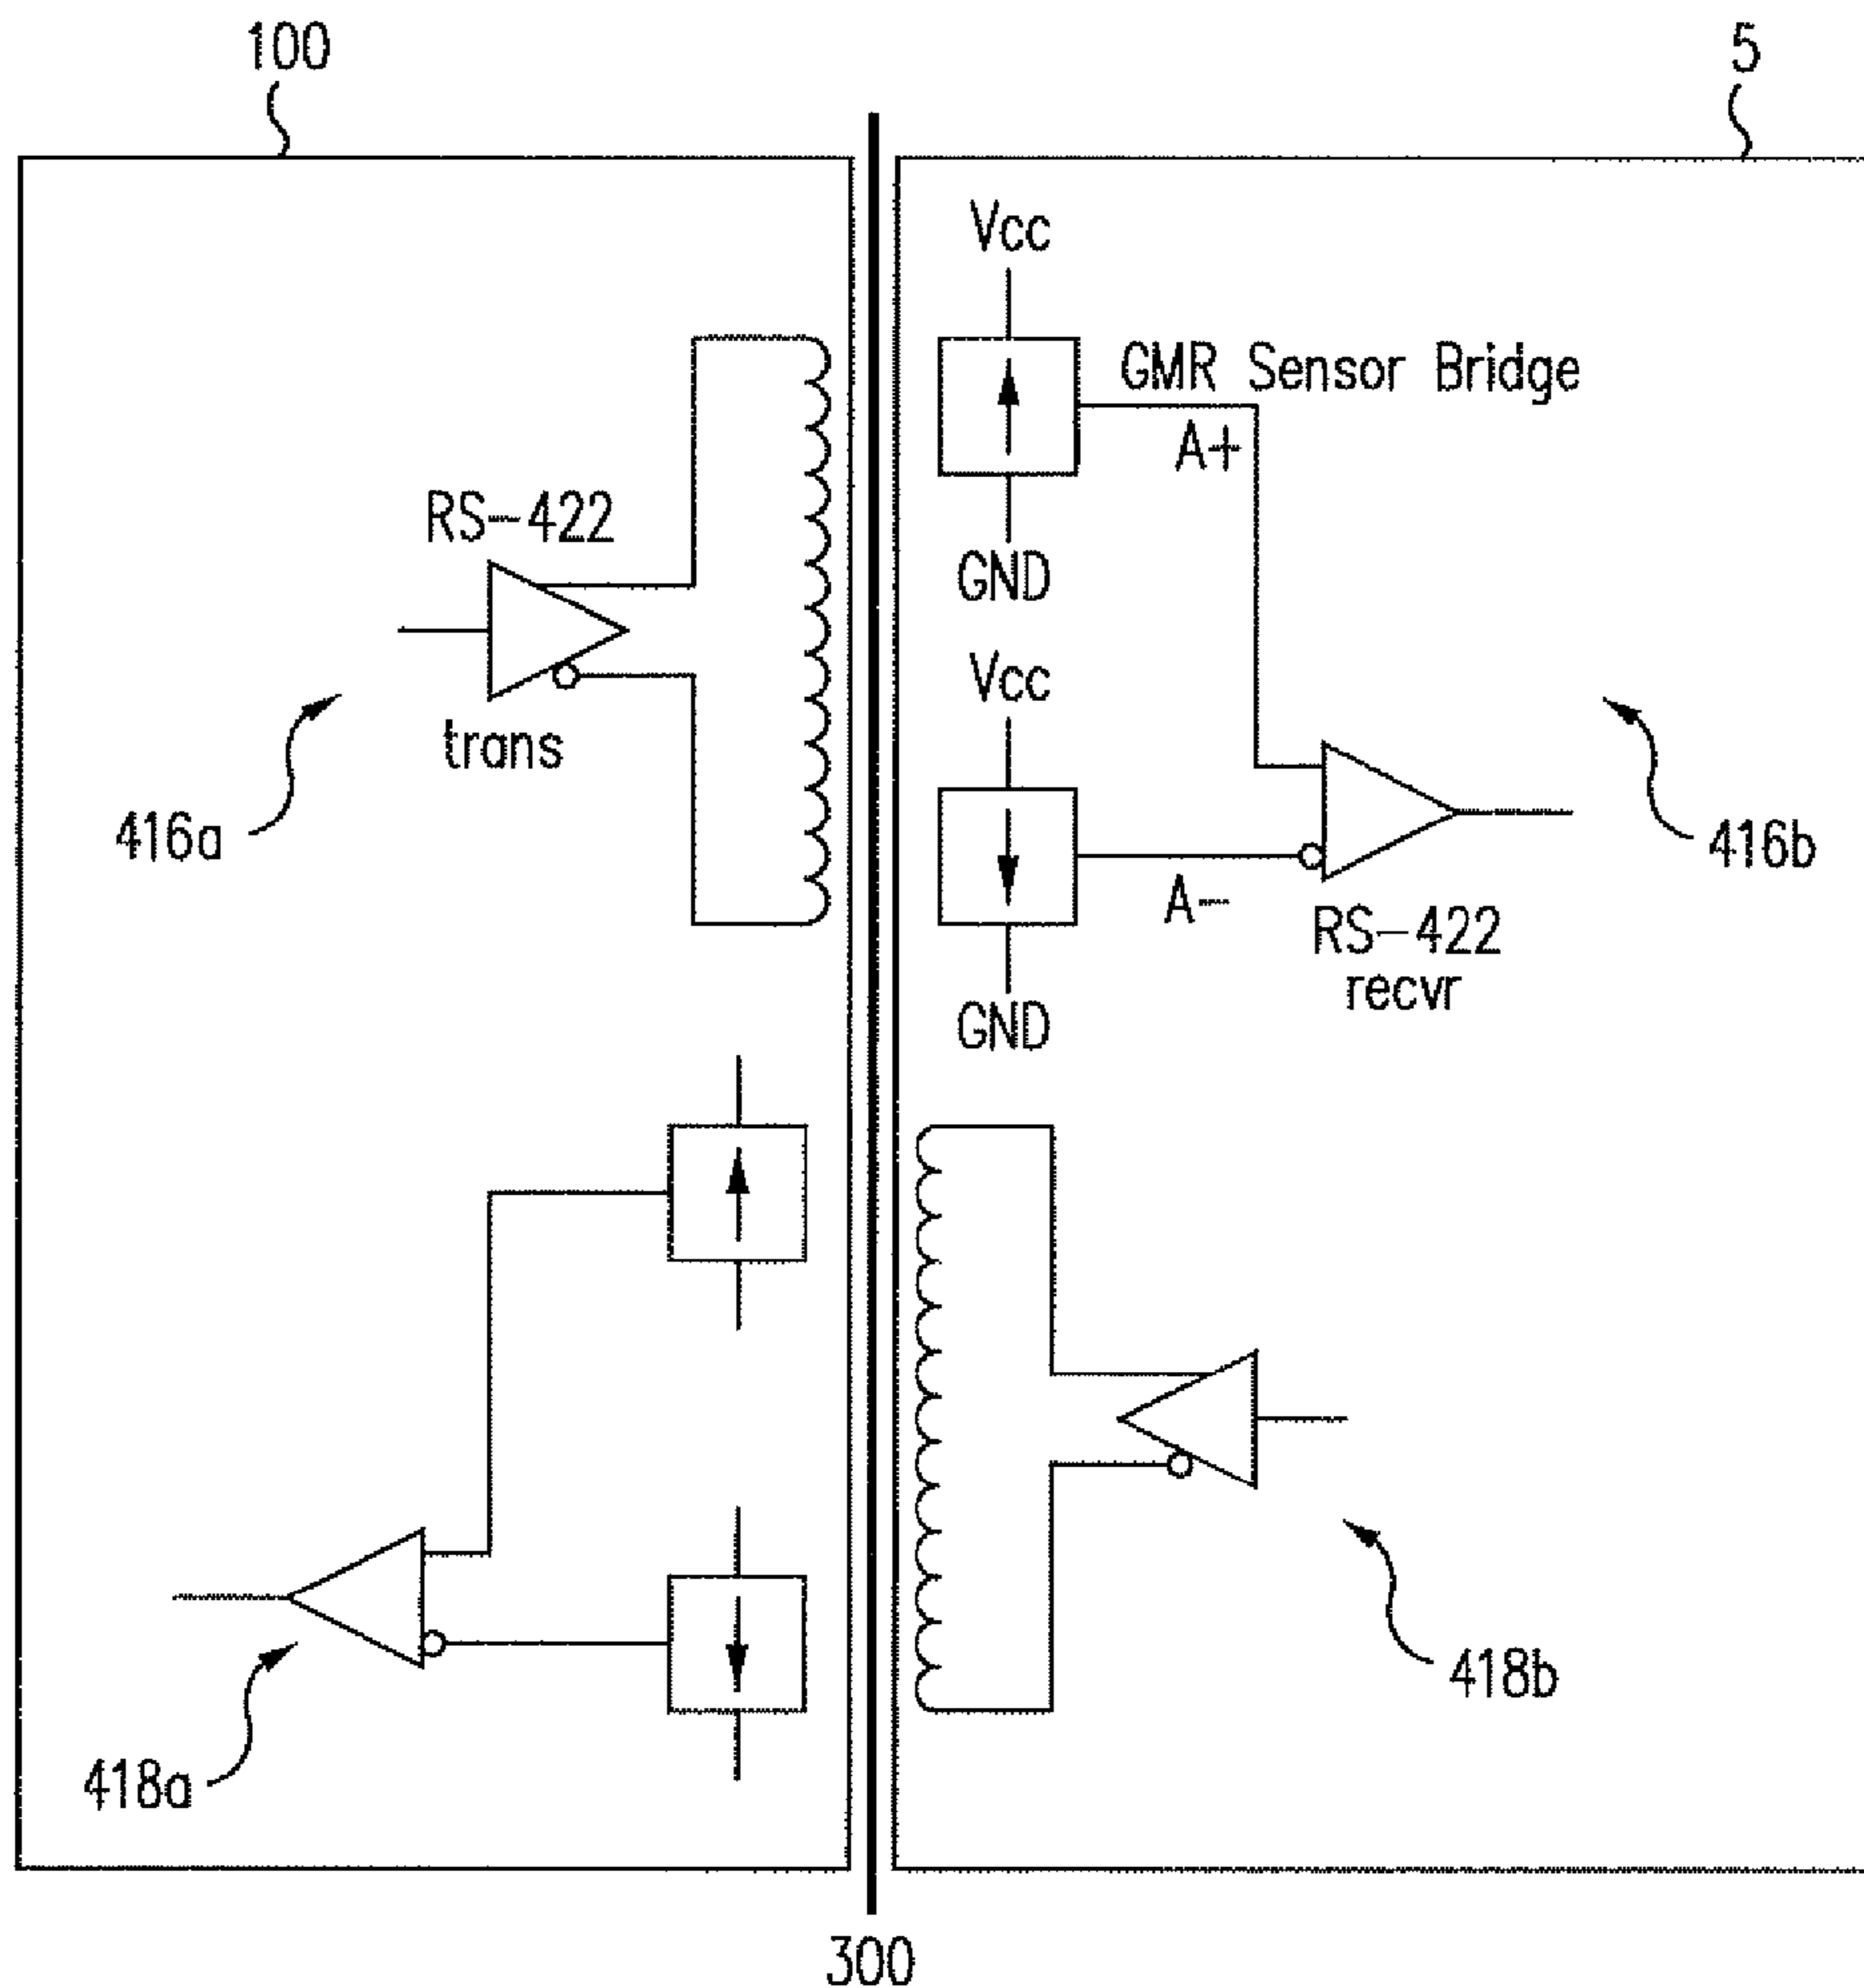 100
5
Vcc
GMR Sensor Bridge
A+
RS-422
GND
Vcc
trans
416a
416b
A-
RS-422
recvr
GND
418b
418a
300